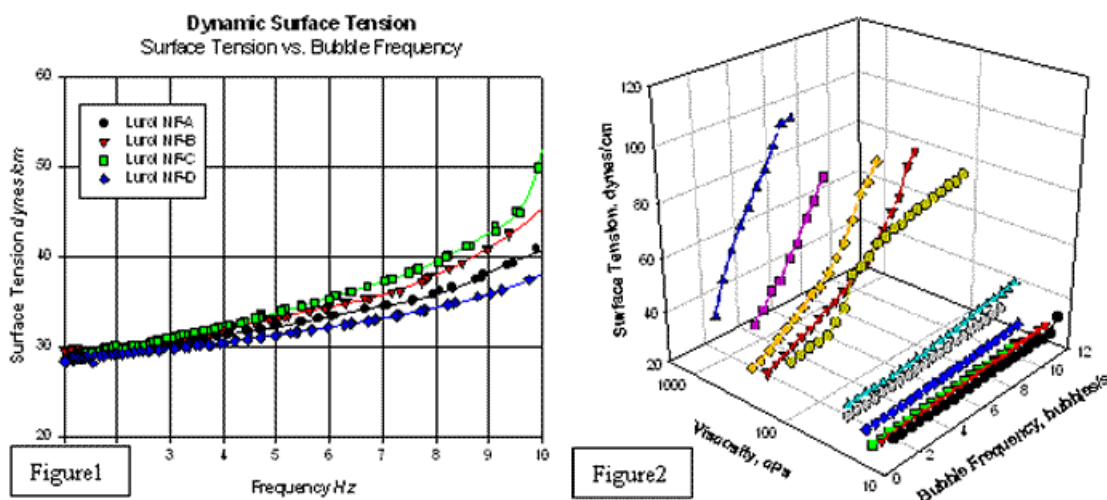 Dynamic Surface Tension
Surface Tension vs. Bubble Frequency
60
50
40
30
20
Surface Tension dynes/cm
Lurol NF-A
Lurol NF-B
Lurol NF-C
Lurol NF-D
2 3 4 5 6 7 8 9 10
Frequency Hz
Figure1
120
100
80
60
40
20
Surface Tension, dynes/cm
1000
100
10
Viscosity, cPs
0
2
4
6
8
10
12
Bubble Frequency, bubbles/s
Figure2